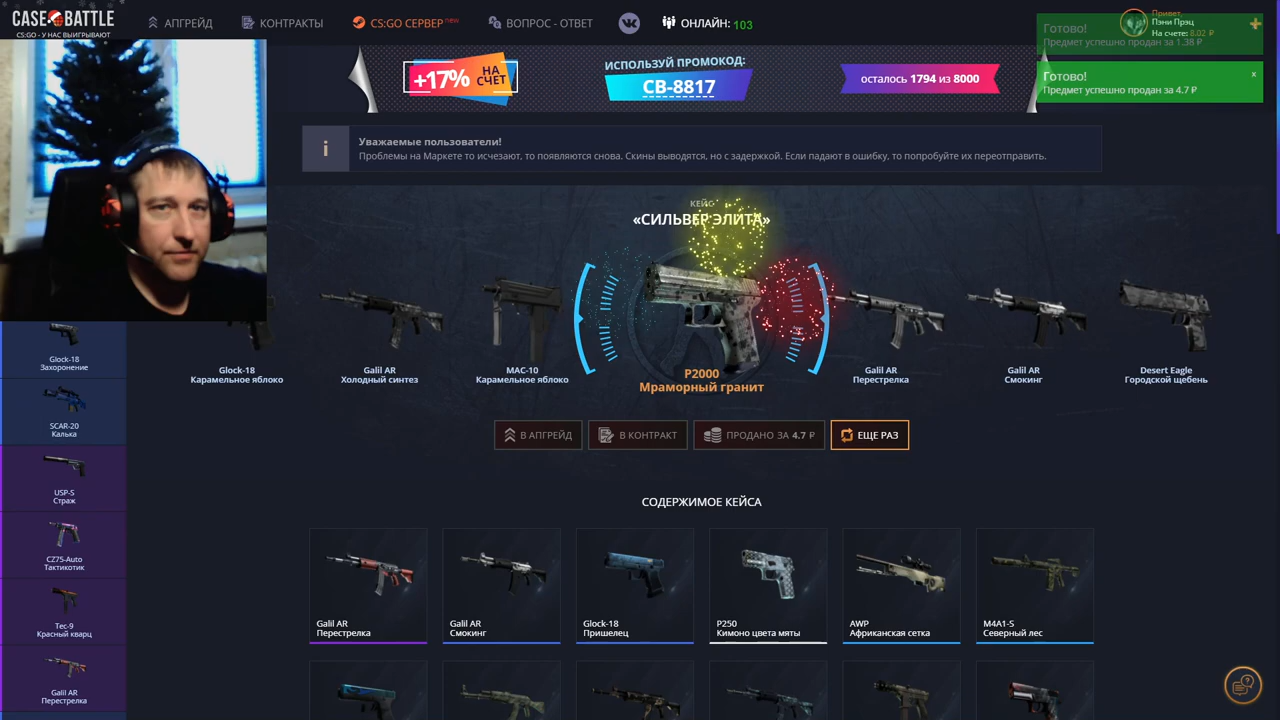 CASE BATTLE
CS:GO - У НАС ВЫИГРЫВАЮТ
АПГРЕЙД
КОНТРАКТЫ
CS:GO СЕРВЕР new
ВОПРОС - ОТВЕТ
ОНЛАЙН: 103
Привет,
Пэни Прэц
На счете: 8.02 ₽
Готово!
Предмет успешно продан за 1.38 ₽
Готово!
x
Предмет успешно продан за 4.7 ₽
+17% НА СЧЕТ
ИСПОЛЬЗУЙ ПРОМОКОД:
CB-8817
осталось 1794 из 8000
Уважаемые пользователи!
Проблемы на Маркете то исчезают, то появляются снова. Скины выводятся, но с задержкой. Если падают в ошибку, то попробуйте их переотправить.
КЕЙС
«СИЛЬВЕР ЭЛИТА»
Glock-18
Карамельное яблоко
Galil AR
Холодный синтез
MAC-10
Карамельное яблоко
P2000
Мраморный гранит
Galil AR
Перестрелка
Galil AR
Смокинг
Desert Eagle
Городской щебень
В АПГРЕЙД
В КОНТРАКТ
ПРОДАНО ЗА 4.7 ₽
ЕЩЕ РАЗ
Glock-18
Захоронение
SCAR-20
Калька
USP-S
Страж
CZ75-Auto
Тактикотик
Tec-9
Красный кварц
Galil AR
Перестрелка
СОДЕРЖИМОЕ КЕЙСА
Galil AR
Перестрелка
Galil AR
Смокинг
Glock-18
Пришелец
P250
Кимоно цвета мяты
AWP
Африканская сетка
M4A1-S
Северный лес